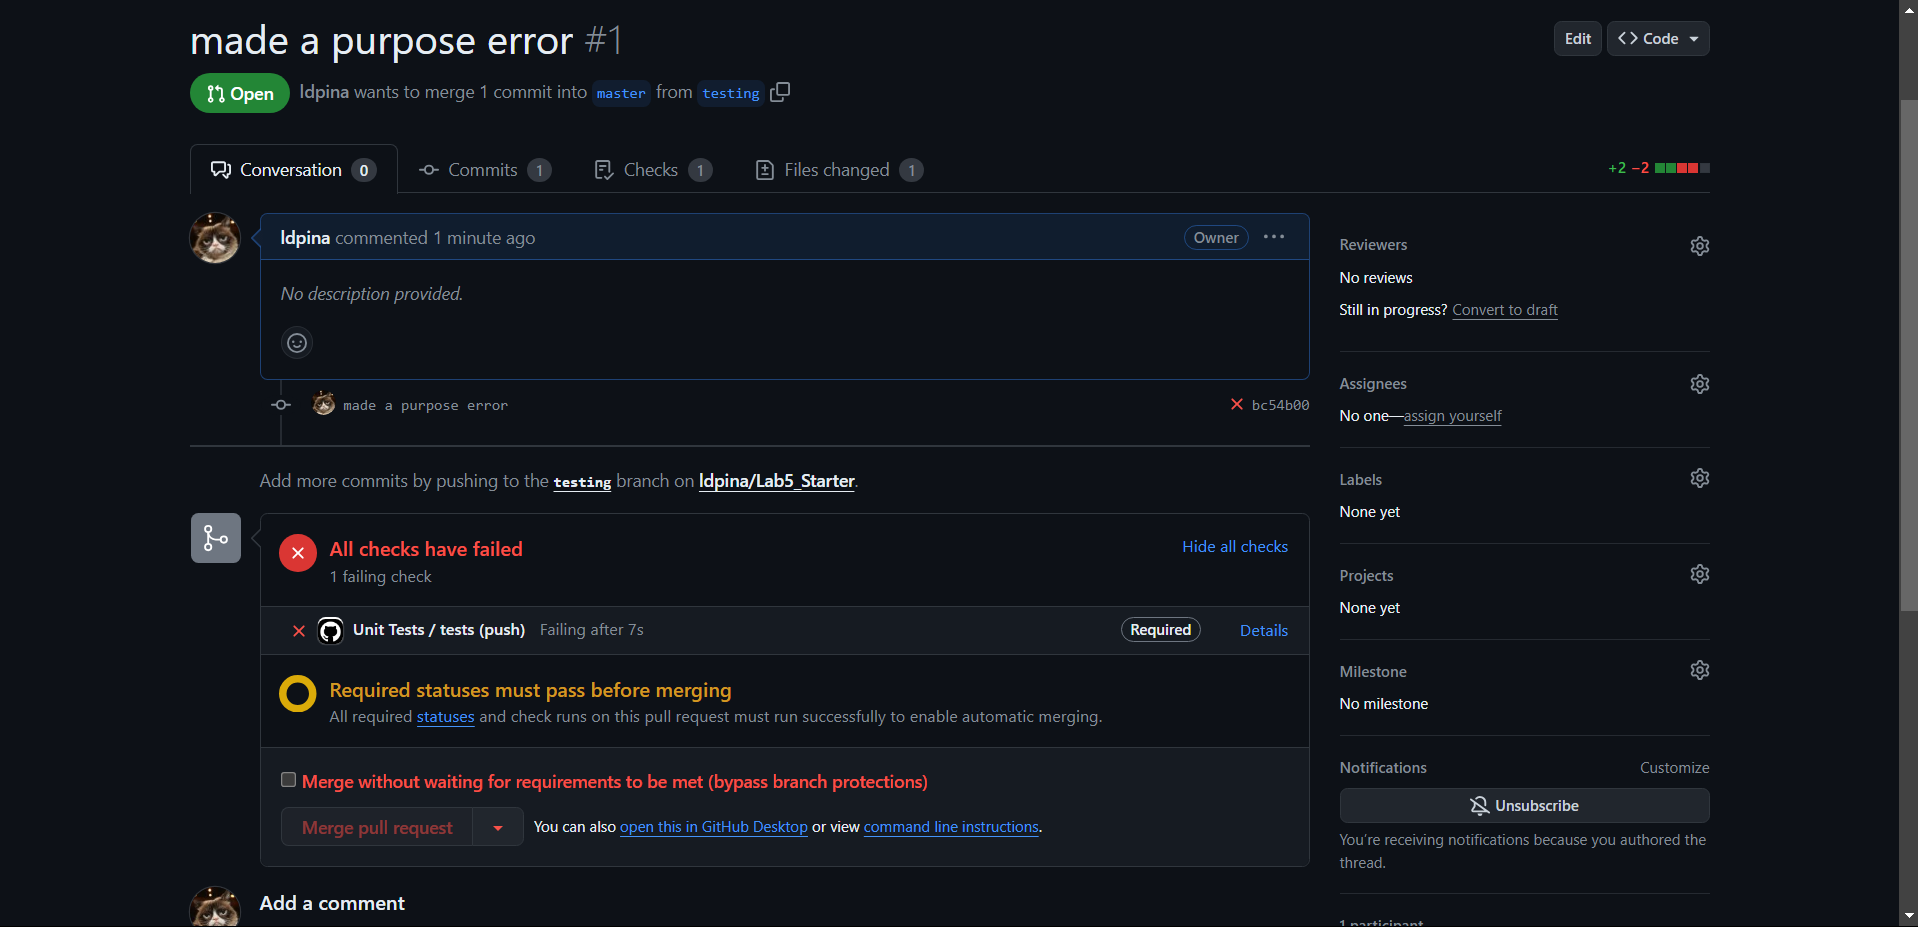 made a purpose error #1
Edit
Code
Open
ldpina wants to merge 1 commit into master from testing
Conversation 0
Commits 1
Checks 1
Files changed 1
+2 −2
ldpina commented 1 minute ago
Owner
No description provided.
made a purpose error
bc54b00
Add more commits by pushing to the testing branch on ldpina/Lab5_Starter.
All checks have failed
1 failing check
Hide all checks
Unit Tests / tests (push) Failing after 7s
Required
Details
Required statuses must pass before merging
All required statuses and check runs on this pull request must run successfully to enable automatic merging.
Merge without waiting for requirements to be met (bypass branch protections)
Merge pull request
You can also open this in GitHub Desktop or view command line instructions.
Add a comment
Reviewers
No reviews
Still in progress? Convert to draft
Assignees
No one—assign yourself
Labels
None yet
Projects
None yet
Milestone
No milestone
Notifications
Customize
Unsubscribe
You're receiving notifications because you authored the
thread.
1 participant